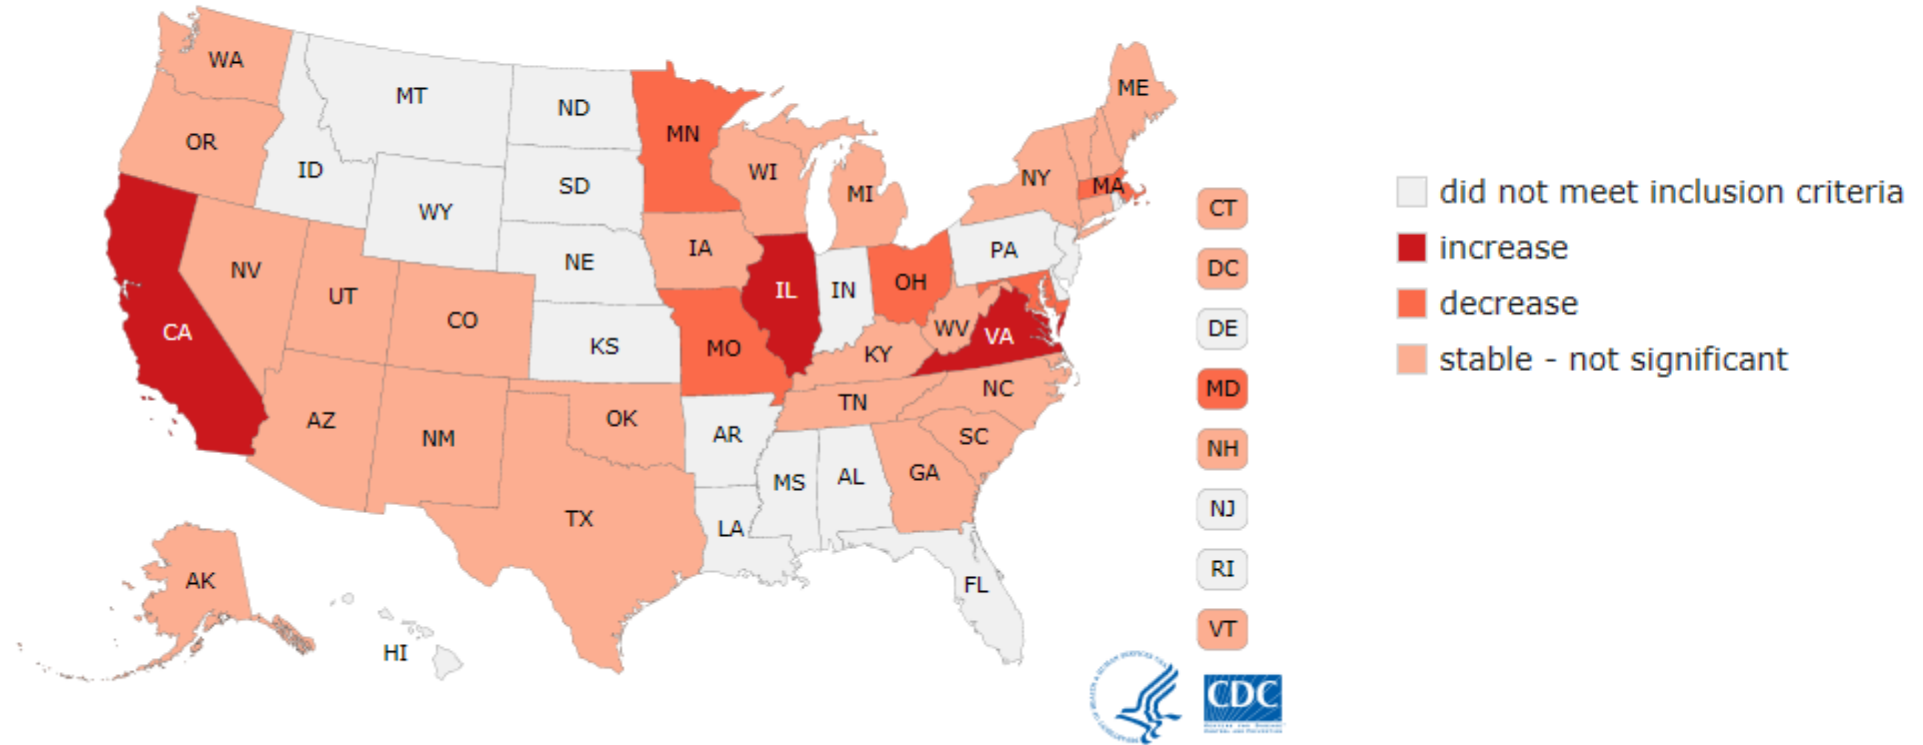 WA
MT
ND
MN
ME
OR
ID
SD
WI
MI
NY
MA
WY
NE
IA
PA
NV
UT
CO
KS
MO
IL
IN
OH
WV
VA
KY
CA
AZ
NM
OK
AR
TN
NC
SC
MS
AL
GA
TX
LA
FL
AK
HI
CT
DC
DE
MD
NH
NJ
RI
VT
did not meet inclusion criteria
increase
decrease
stable - not significant
CDC